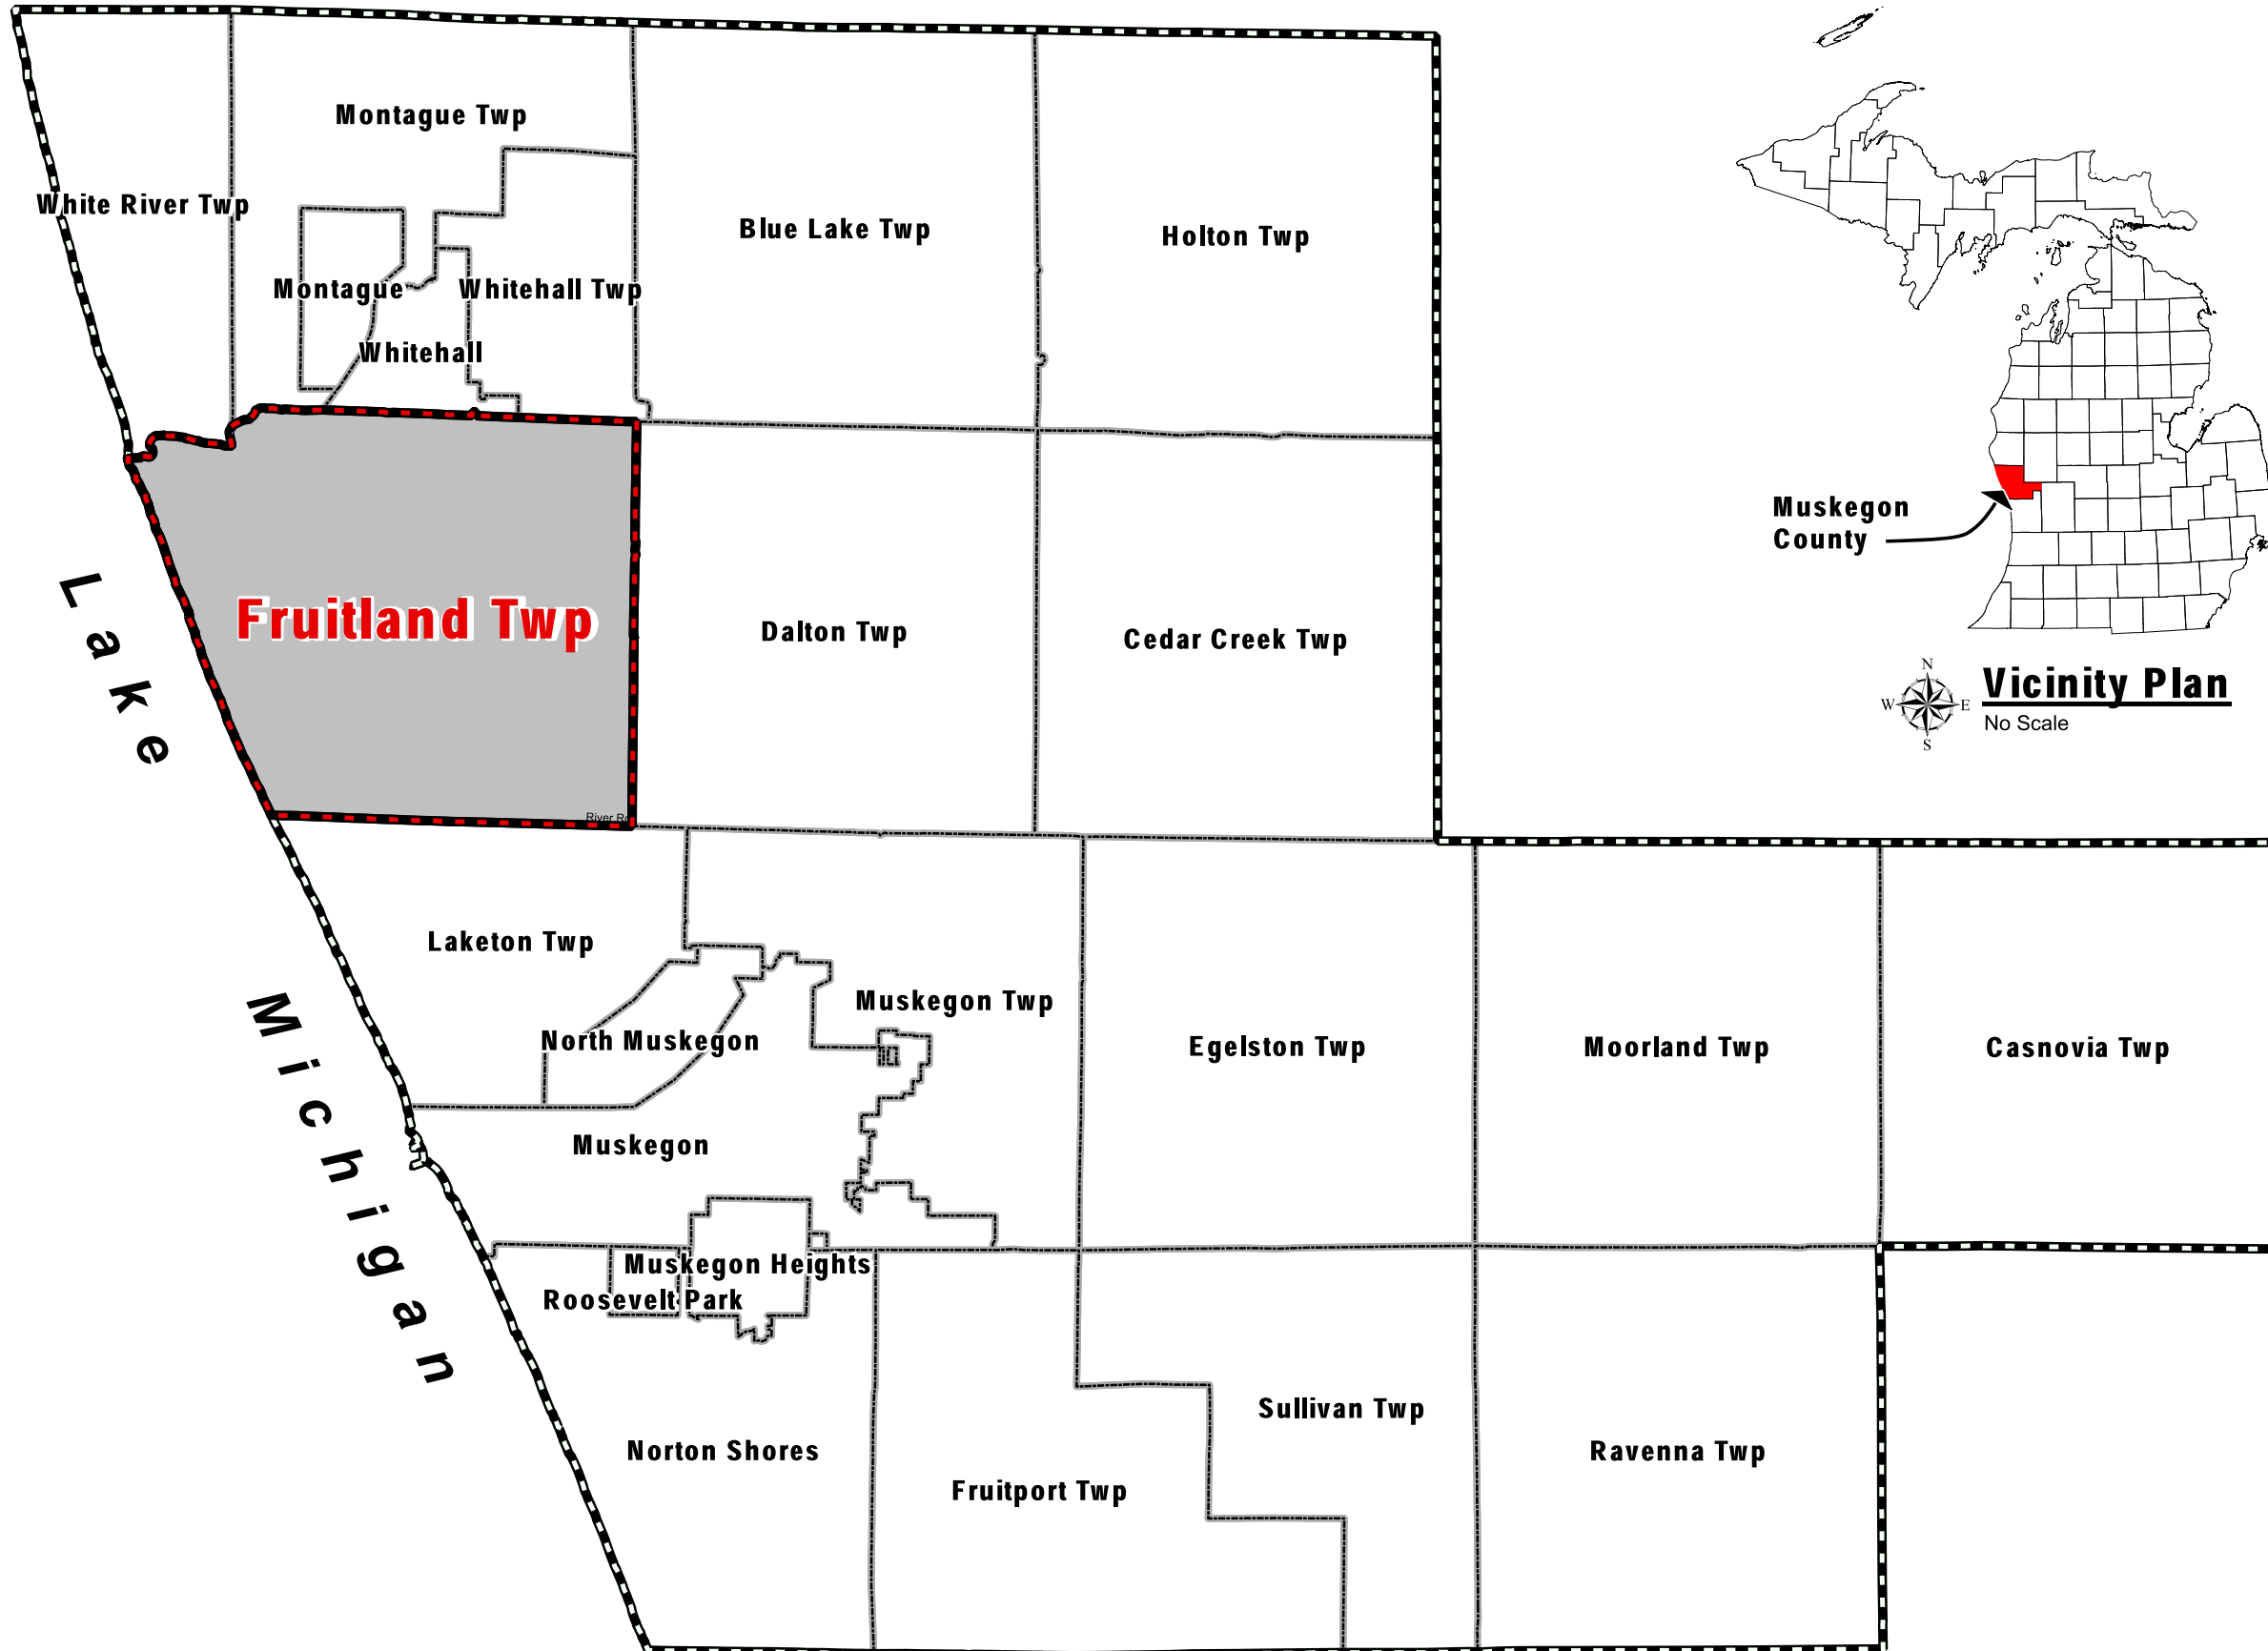 Montague Twp
White River Twp
Blue Lake Twp
Holton Twp
Montague
Whitehall Twp
Whitehall
Fruitland Twp
Dalton Twp
Cedar Creek Twp
Lake
Michigan
Muskegon
County
N
W
E
S
Vicinity Plan
No Scale
River Rd
Laketon Twp
Muskegon Twp
North Muskegon
Egelston Twp
Moorland Twp
Casnovia Twp
Muskegon
Muskegon Heights
Roosevelt Park
Sullivan Twp
Norton Shores
Ravenna Twp
Fruitport Twp